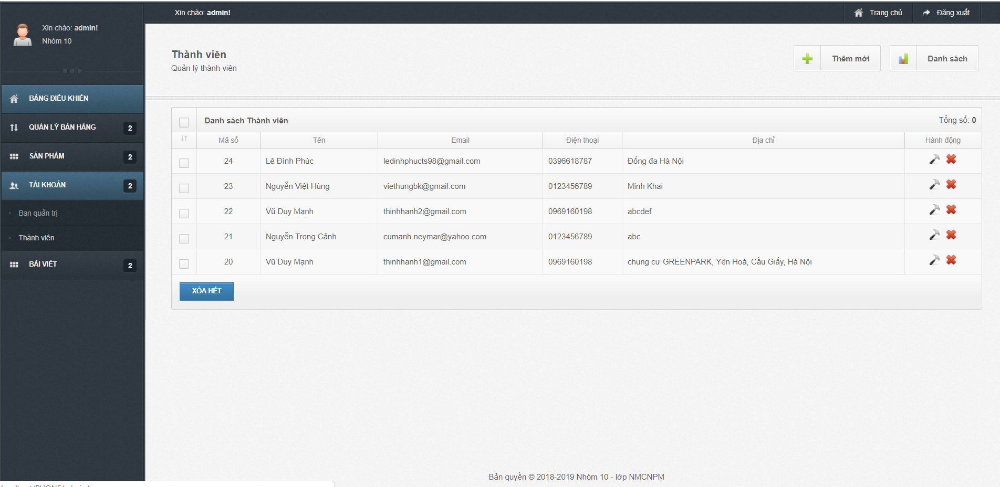 Xin chào: admin!
Trang chủ
Đăng xuất
Xin chào: admin!
Nhóm 10
BẢNG ĐIỀU KHIỂN
QUẢN LÝ BÁN HÀNG 2
SẢN PHẨM 2
TÀI KHOẢN 2
Ban quản trị
Thành viên
BÀI VIẾT 2
Thành viên
Quản lý thành viên
Thêm mới
Danh sách
Danh sách Thành viên Tổng số: 0
Mã số Tên Email Điện thoại Địa chỉ Hành động
24 Lê Đình Phúc ledinhphucts98@gmail.com 0396618787 Đống đa Hà Nội
23 Nguyễn Việt Hùng viethungbk@gmail.com 0123456789 Minh Khai
22 Vũ Duy Mạnh thinhhanh2@gmail.com 0969160198 abcdef
21 Nguyễn Trọng Cảnh cumanh.neymar@yahoo.com 0123456789 abc
20 Vũ Duy Mạnh thinhhanh1@gmail.com 0969160198 chung cư GREENPARK, Yên Hoà, Cầu Giấy, Hà Nội
XÓA HẾT
Bản quyền © 2018-2019 Nhóm 10 - lớp NMCNPM